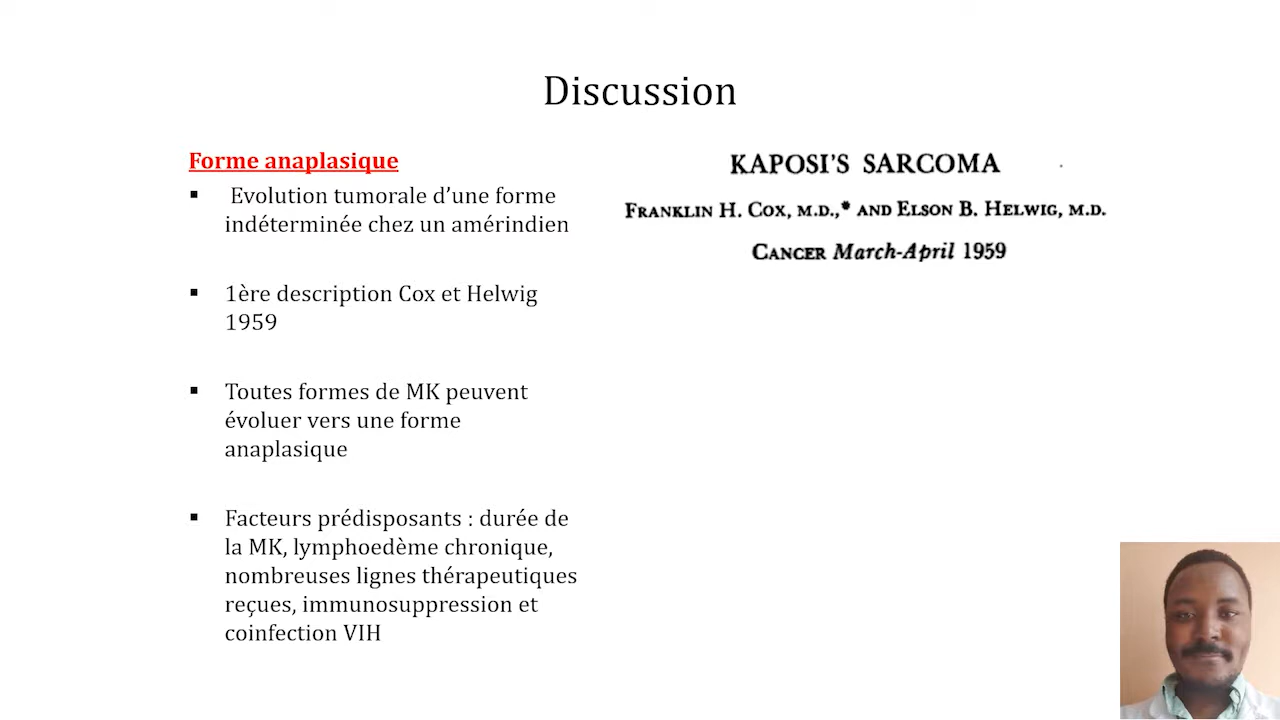 Discussion
Forme anaplasique
▪ Evolution tumorale d’une forme
indéterminée chez un amérindien
▪ 1ère description Cox et Helwig
1959
▪ Toutes formes de MK peuvent
évoluer vers une forme
anaplasique
▪ Facteurs prédisposants : durée de
la MK, lymphoedème chronique,
nombreuses lignes thérapeutiques
reçues, immunosuppression et
coinfection VIH
KAPOSI'S SARCOMA
FRANKLIN H. COX, M.D.,* AND ELSON B. HELWIG, M.D.
CANCER March-April 1959